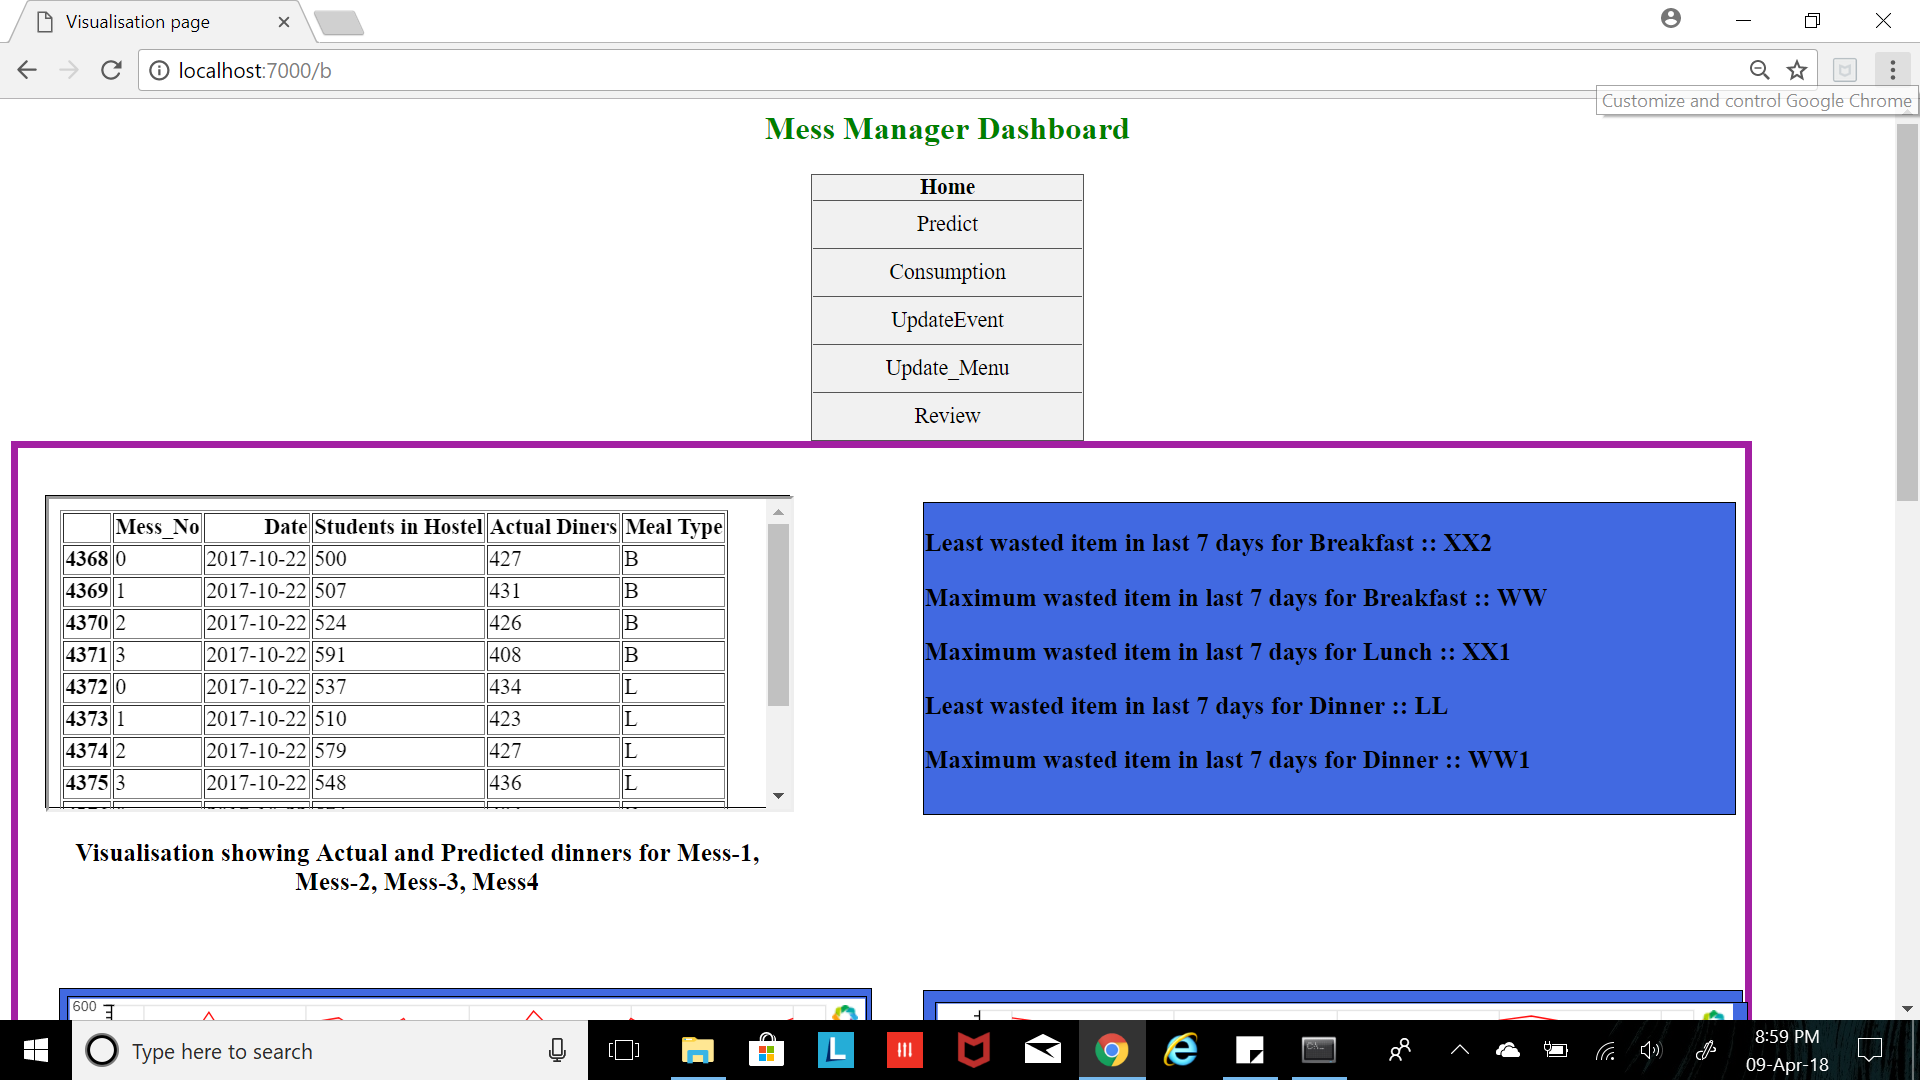 Visualisation page
localhost:7000/b
Customize and control Google Chrome
Mess Manager Dashboard
Home
Predict
Consumption
UpdateEvent
Update_Menu
Review
Mess_No Date Students in Hostel Actual Diners Meal Type
4368 0 2017-10-22 500 427 B
4369 1 2017-10-22 507 431 B
4370 2 2017-10-22 524 426 B
4371 3 2017-10-22 591 408 B
4372 0 2017-10-22 537 434 L
4373 1 2017-10-22 510 423 L
4374 2 2017-10-22 579 427 L
4375 3 2017-10-22 548 436 L
Least wasted item in last 7 days for Breakfast :: XX2
Maximum wasted item in last 7 days for Breakfast :: WW
Maximum wasted item in last 7 days for Lunch :: XX1
Least wasted item in last 7 days for Dinner :: LL
Maximum wasted item in last 7 days for Dinner :: WW1
Visualisation showing Actual and Predicted dinners for Mess-1,
Mess-2, Mess-3, Mess4
600
Type here to search
L
8:59 PM
09-Apr-18